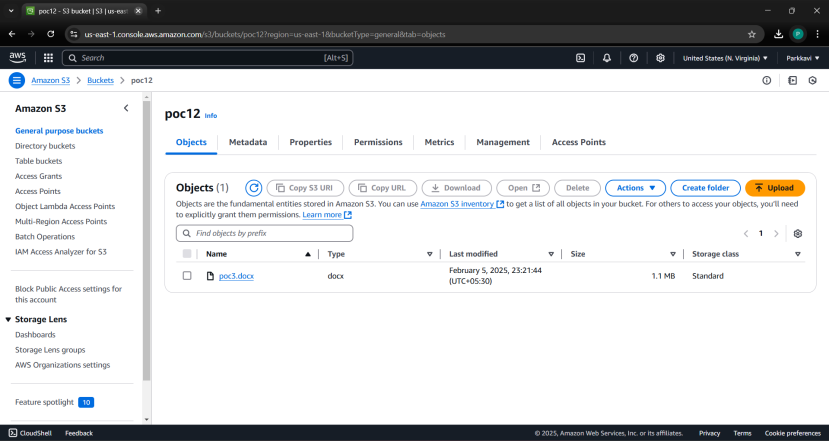 poc12 - S3 bucket | S3 | us-east
us-east-1.console.aws.amazon.com/s3/buckets/poc12?region=us-east-1&bucketType=general&tab=objects
P
aws
Search
[Alt+S]
United States (N. Virginia)
Parkkavi
Amazon S3
Buckets
poc12
Amazon S3
General purpose buckets
Directory buckets
Table buckets
Access Grants
Access Points
Object Lambda Access Points
Multi-Region Access Points
Batch Operations
IAM Access Analyzer for S3
Block Public Access settings for
this account
Storage Lens
Dashboards
Storage Lens groups
AWS Organizations settings
Feature spotlight 10
poc12 Info
Objects Metadata Properties Permissions Metrics Management Access Points
Objects (1)
Copy S3 URI Copy URL Download Open Delete Actions Create folder Upload
Objects are the fundamental entities stored in Amazon S3. You can use Amazon S3 inventory to get a list of all objects in your bucket. For others to access your objects, you'll need
to explicitly grant them permissions. Learn more
Find objects by prefix
1
Name Type Last modified Size Storage class
poc3.docx docx February 5, 2025, 23:21:44 1.1 MB Standard
(UTC+05:30)
CloudShell Feedback © 2025, Amazon Web Services, Inc. or its affiliates. Privacy Terms Cookie preferences